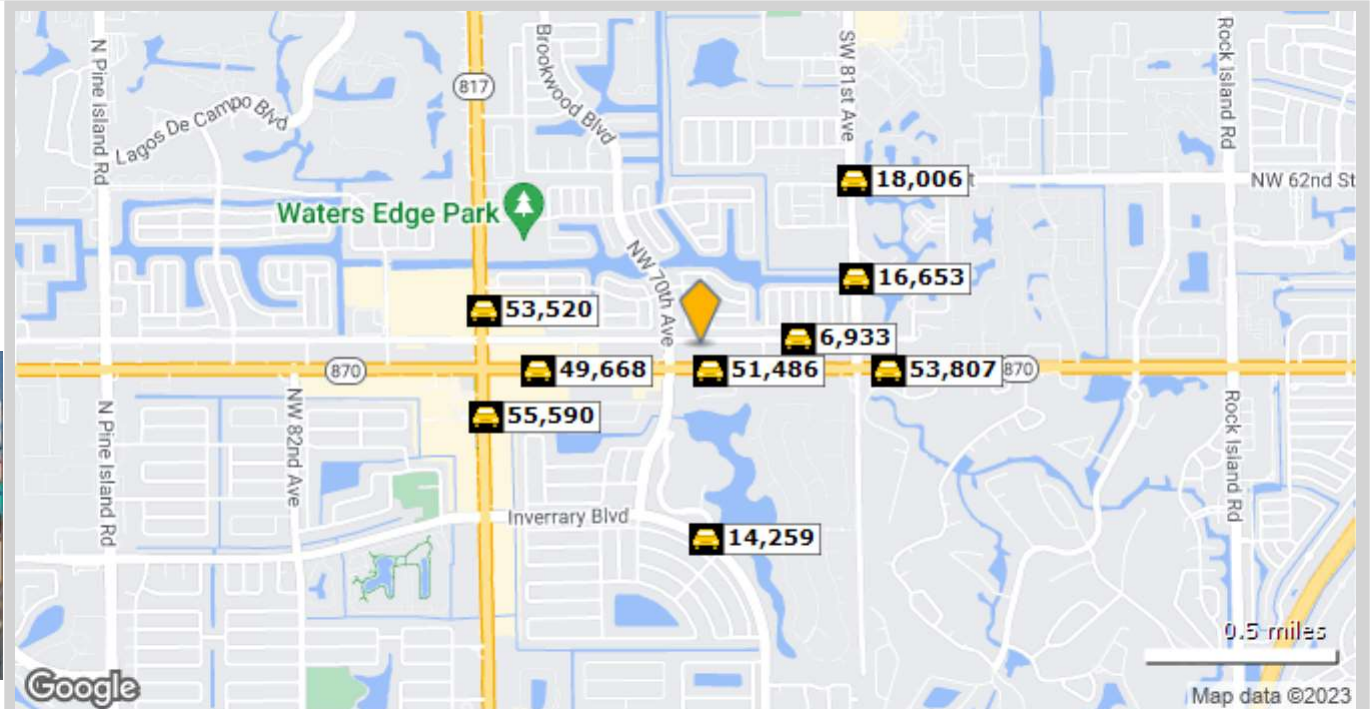 N Pine Island Rd
Lagos De Campo Blvd
817
Brookwood Blvd
SW 81st Ave
Rock Island Rd
18,006
NW 62nd St
Waters Edge Park
NW 70th Ave
16,653
53,520
6,933
870
49,668
51,486
53,807
870
55,590
N Pine Island Rd
NW 82nd Ave
Rock Island Rd
Inverrary Blvd
14,259
0.5 miles
Google
Map data ©2023